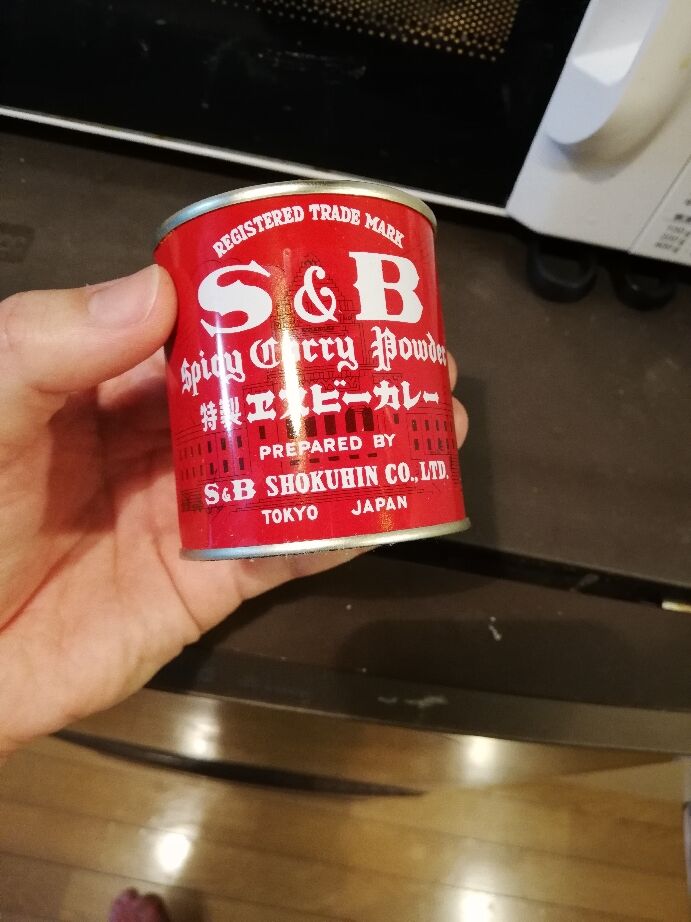 REGISTERED TRADE MARK
S & B
Spicy Curry Powder
特製 ヱスビーカレー
PREPARED BY
S&B SHOKUHIN CO., LTD.
TOKYO JAPAN